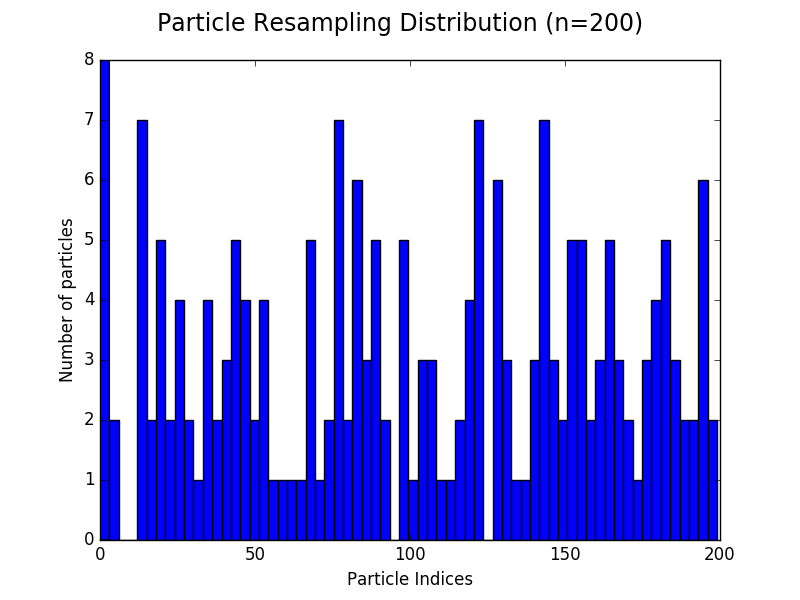 Particle Resampling Distribution (n=200)
8
7
6
5
4
3
2
1
0
Number of particles
0 50 100 150 200
Particle Indices